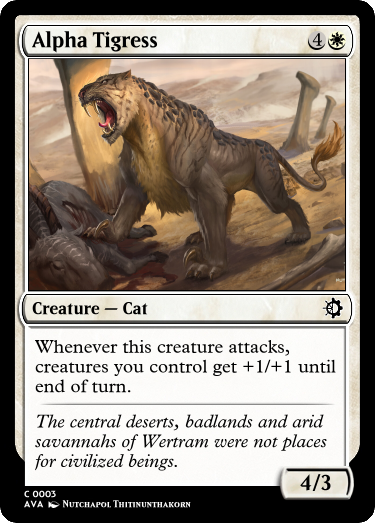 Alpha Tigress 4
Creature — Cat
Whenever this creature attacks,
creatures you control get +1/+1 until
end of turn.
The central deserts, badlands and arid
savannahs of Wertram were not places
for civilized beings.
4/3
C 0003
AVA Nutchapol Thitinunthakorn